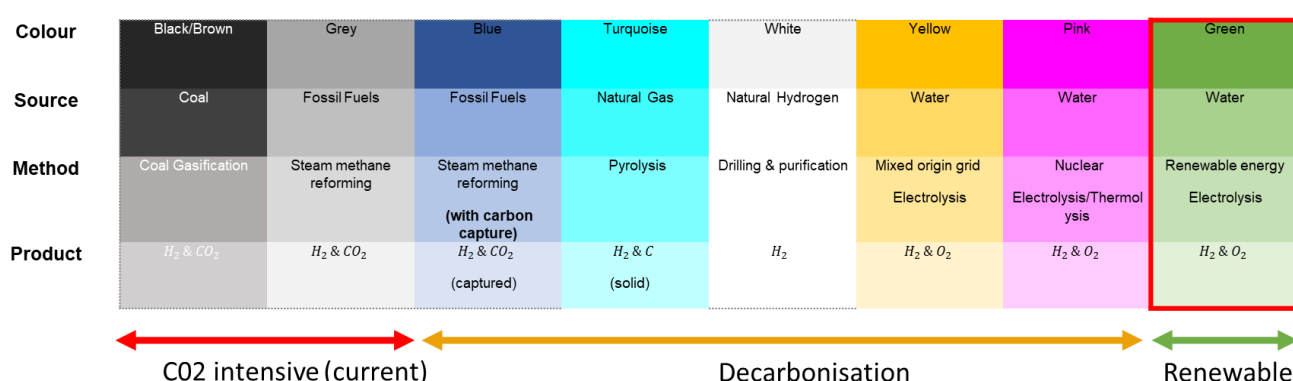 Colour Black/Brown Grey Blue Turquoise White Yellow Pink Green
Source Coal Fossil Fuels Fossil Fuels Natural Gas Natural Hydrogen Water Water Water
Method Coal Gasification Steam methane Steam methane Pyrolysis Drilling & purification Mixed origin grid Nuclear Renewable energy
reforming reforming
Electrolysis Electrolysis/Thermol Electrolysis
(with carbon ysis
capture)
Product H₂ & CO₂ H₂ & CO₂ H₂ & CO₂ H₂ & C H₂ H₂ & O₂ H₂ & O₂ H₂ & O₂
(captured) (solid)
C02 intensive (current) Decarbonisation Renewable